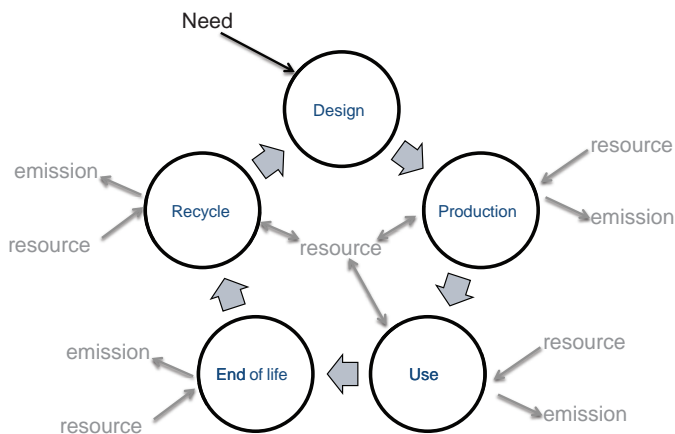 Need
Design
resource
emission
Recycle
Production
resource
emission
resource
emission
End of life
Use
resource
emission
resource
resource
emission